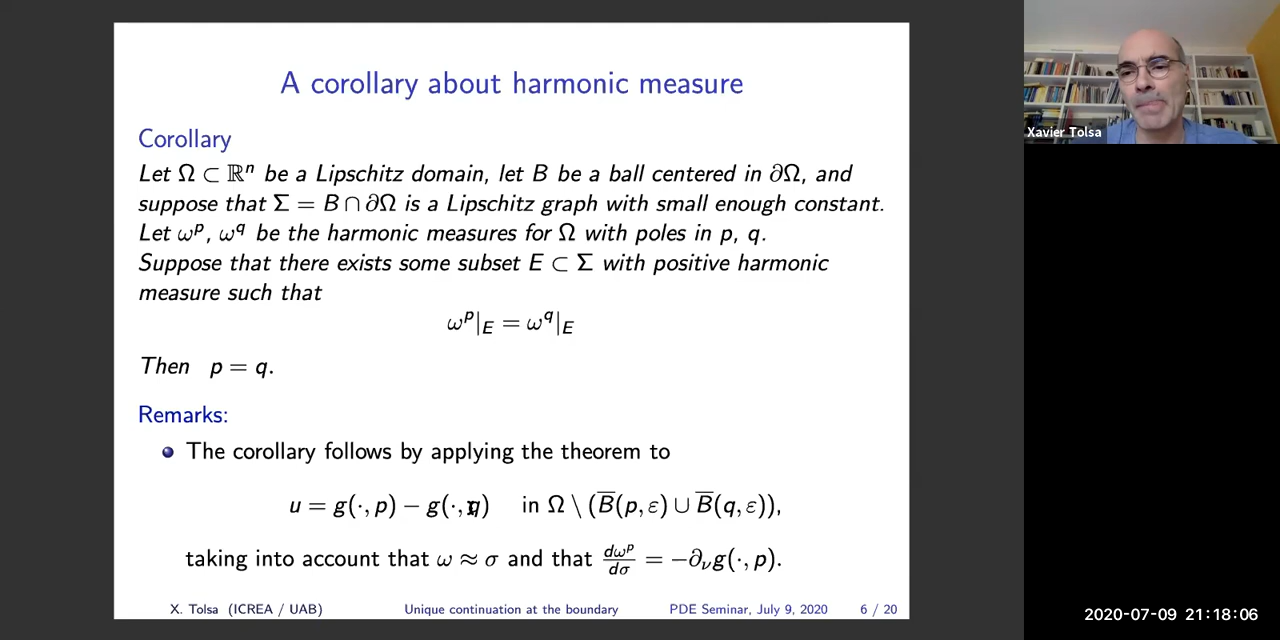 A corollary about harmonic measure
Corollary
Let Ω ⊂ ℝⁿ be a Lipschitz domain, let B be a ball centered in ∂Ω, and
suppose that Σ = B ∩ ∂Ω is a Lipschitz graph with small enough constant.
Let ωᵖ, ω^q be the harmonic measures for Ω with poles in p, q.
Suppose that there exists some subset E ⊂ Σ with positive harmonic
measure such that
ωᵖ|_E = ω^q|_E
Then p = q.
Remarks:
The corollary follows by applying the theorem to
u = g(·, p) − g(·, q) in Ω \ (B̅(p, ε) ∪ B̅(q, ε)),
taking into account that ω ≈ σ and that dωᵖ/dσ = −∂_ν g(·, p).
X. Tolsa (ICREA / UAB) Unique continuation at the boundary PDE Seminar, July 9, 2020 6 / 20
Xavier Tolsa
2020-07-09 21:18:06